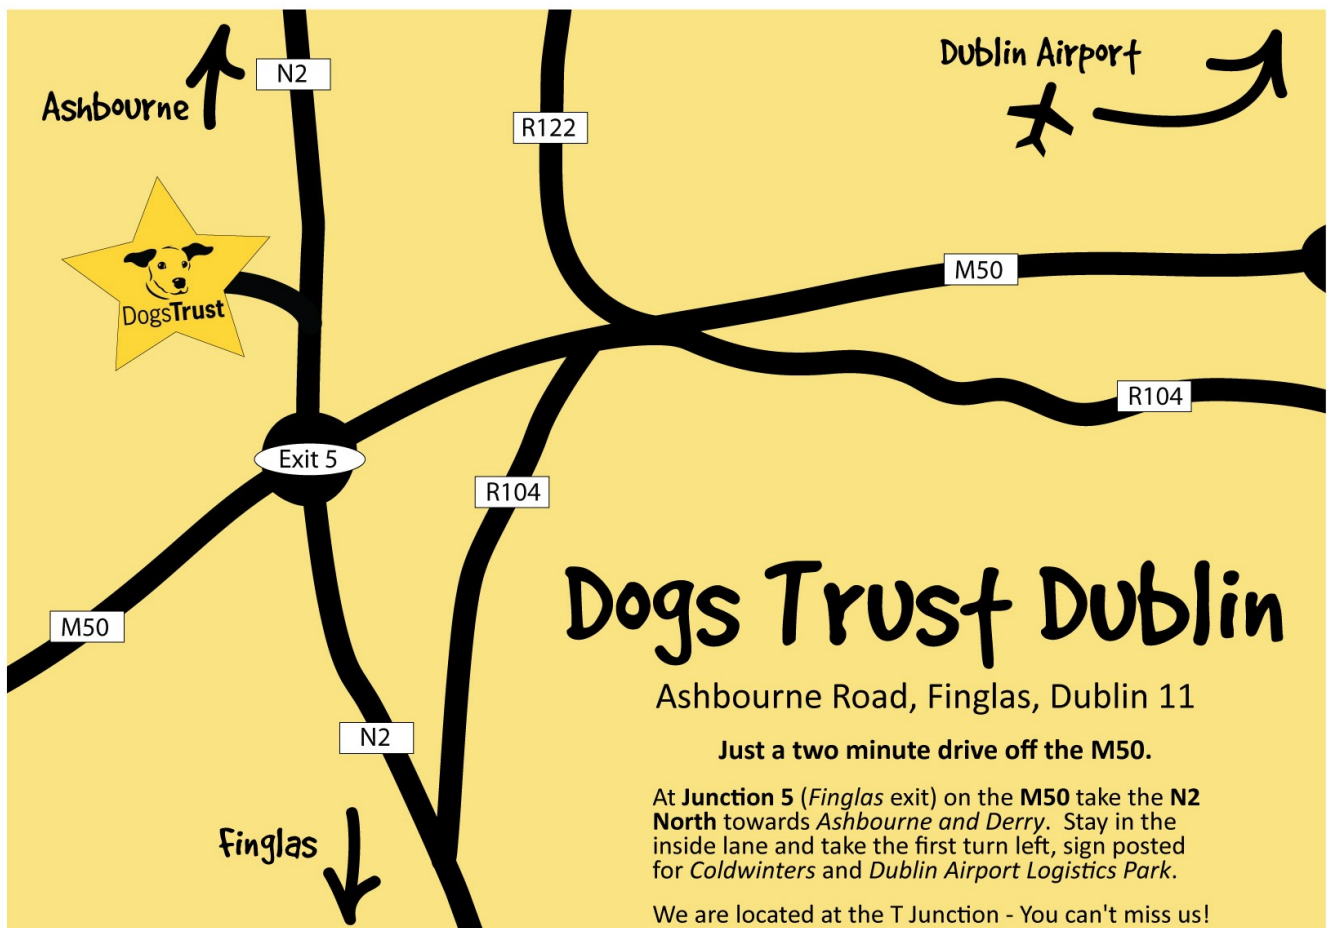 Dublin Airport
N2
Ashbourne
R122
M50
DogsTrust
R104
Exit 5
R104
M50
N2
Finglas
Dogs Trust Dublin
Ashbourne Road, Finglas, Dublin 11
Just a two minute drive off the M50.
At Junction 5 (Finglas exit) on the M50 take the N2
North towards Ashbourne and Derry.  Stay in the
inside lane and take the first turn left, sign posted
for Coldwinters and Dublin Airport Logistics Park.
We are located at the T Junction - You can't miss us!